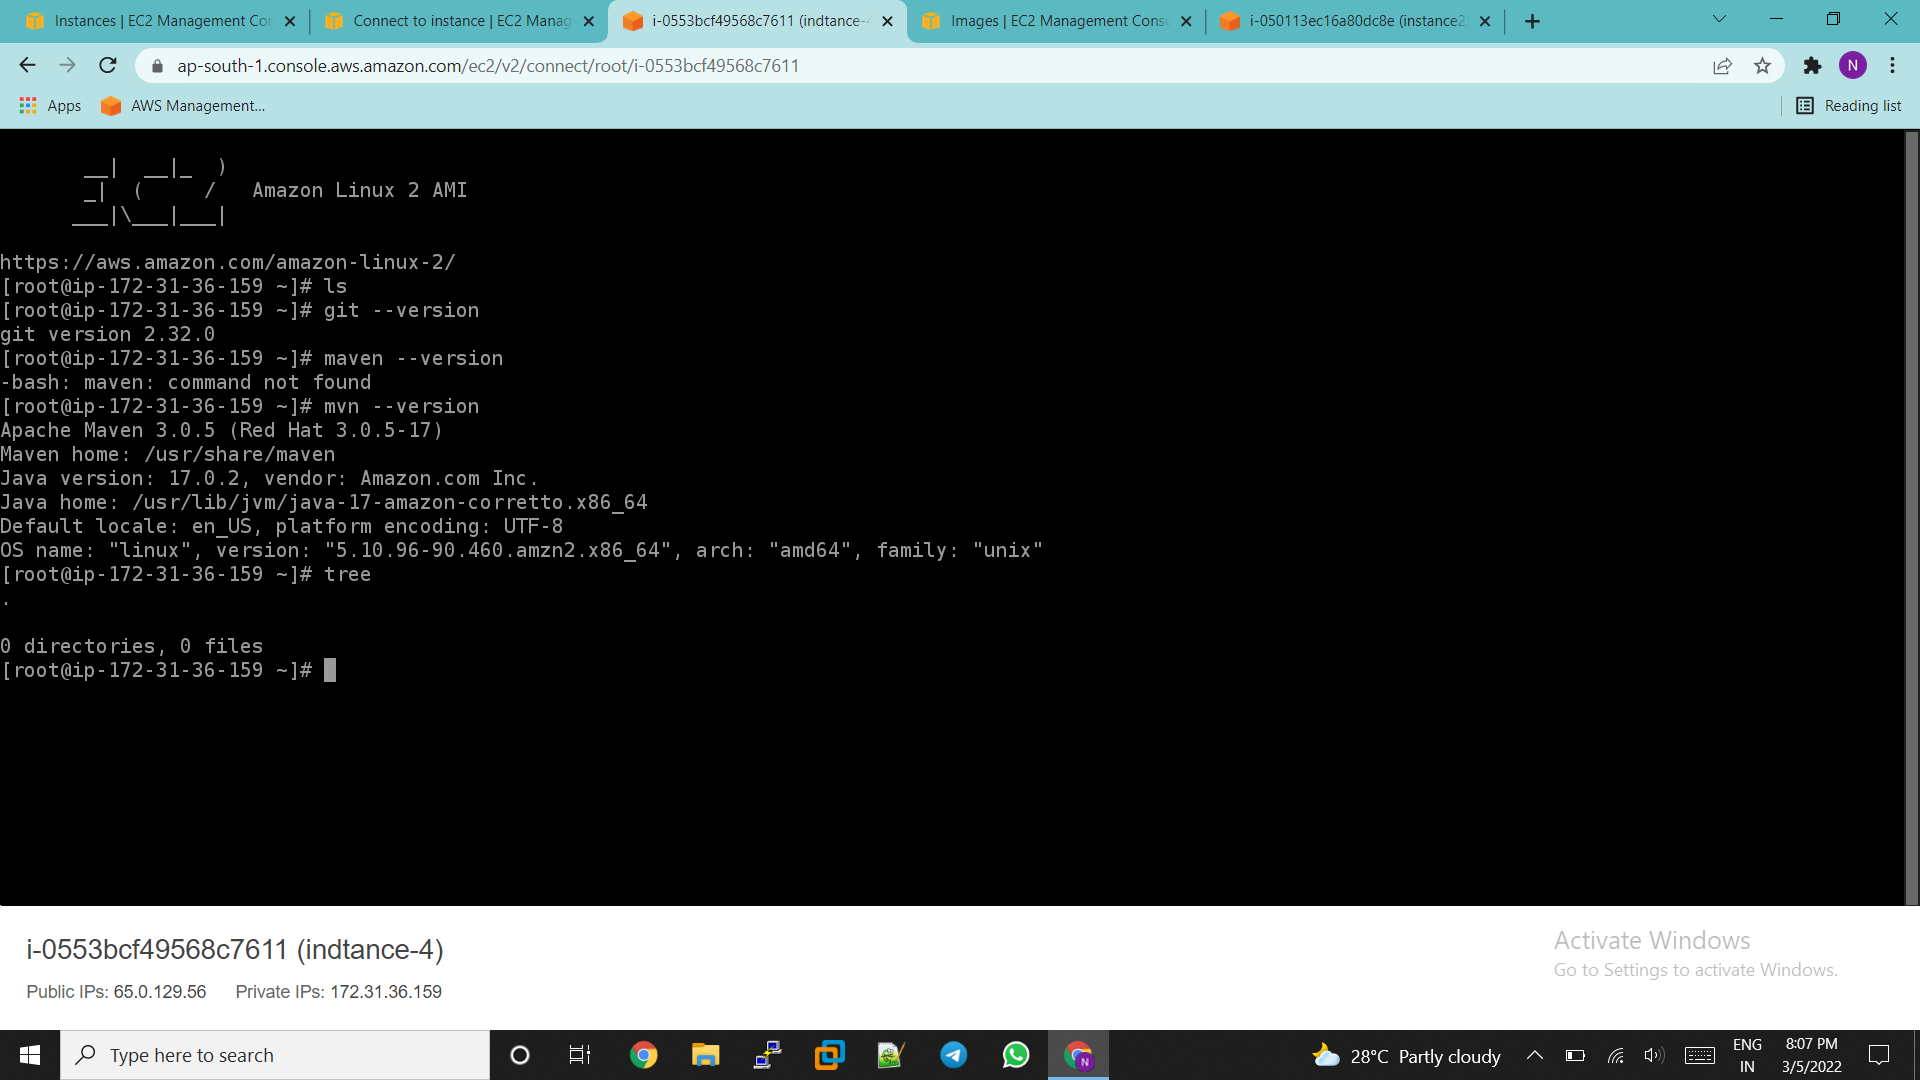 Instances | EC2 Management Con
Connect to instance | EC2 Manag
i-0553bcf49568c7611 (indtance-4
Images | EC2 Management Conso
i-050113ec16a80dc8e (instance2
ap-south-1.console.aws.amazon.com/ec2/v2/connect/root/i-0553bcf49568c7611
N
Apps
AWS Management...
Reading list
__|  __|_  )
_|  (     /   Amazon Linux 2 AMI
___|\___|___|
https://aws.amazon.com/amazon-linux-2/
[root@ip-172-31-36-159 ~]# ls
[root@ip-172-31-36-159 ~]# git --version
git version 2.32.0
[root@ip-172-31-36-159 ~]# maven --version
-bash: maven: command not found
[root@ip-172-31-36-159 ~]# mvn --version
Apache Maven 3.0.5 (Red Hat 3.0.5-17)
Maven home: /usr/share/maven
Java version: 17.0.2, vendor: Amazon.com Inc.
Java home: /usr/lib/jvm/java-17-amazon-corretto.x86_64
Default locale: en_US, platform encoding: UTF-8
OS name: "linux", version: "5.10.96-90.460.amzn2.x86_64", arch: "amd64", family: "unix"
[root@ip-172-31-36-159 ~]# tree
.
0 directories, 0 files
[root@ip-172-31-36-159 ~]#
i-0553bcf49568c7611 (indtance-4)
Public IPs: 65.0.129.56 Private IPs: 172.31.36.159
Activate Windows
Go to Settings to activate Windows.
Type here to search
N
28°C Partly cloudy
ENG
IN
8:07 PM
3/5/2022